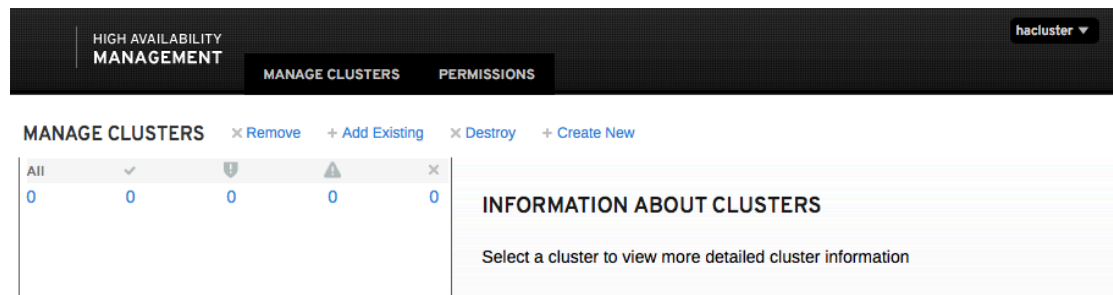 HIGH AVAILABILITY
MANAGEMENT
hacluster
MANAGE CLUSTERS PERMISSIONS
MANAGE CLUSTERS Remove Add Existing Destroy Create New
All
0 0 0 0 0
INFORMATION ABOUT CLUSTERS
Select a cluster to view more detailed cluster information